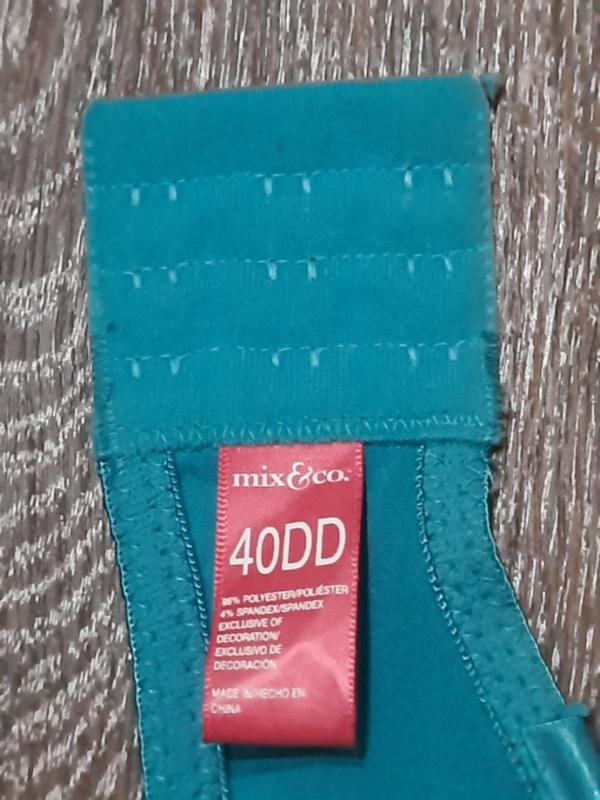 mix&co.
40DD
% POLYESTER/POLIÉSTER
4% SPANDEX/SPANDEX
EXCLUSIVE OF
DECORATION/
EXCLUSIVO DE
DECORACIÓN
MADE IN/HECHO EN
CHINA